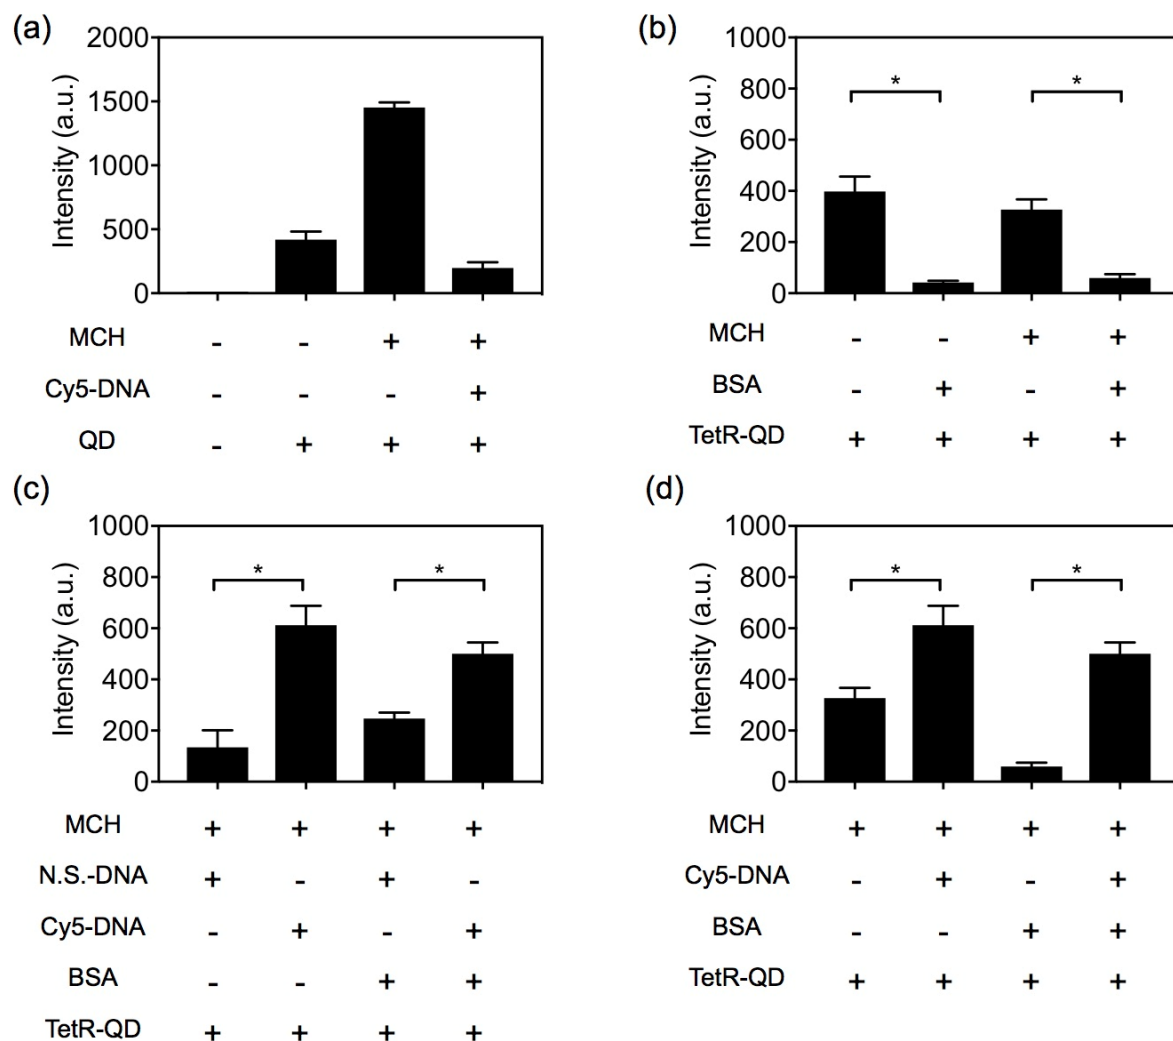 (a)
Intensity (a.u.)
2000
1500
1000
500
0
MCH - - + +
Cy5-DNA - - - +
QD - + + +
(b)
Intensity (a.u.)
1000
800
600
400
200
0
* *
MCH - - + +
BSA - + - +
TetR-QD + + + +
(c)
Intensity (a.u.)
1000
800
600
400
200
0
* *
MCH + + + +
N.S.-DNA + - + -
Cy5-DNA - + - +
BSA - - + +
TetR-QD + + + +
(d)
Intensity (a.u.)
1000
800
600
400
200
0
* *
MCH + + + +
Cy5-DNA - + - +
BSA - - + +
TetR-QD + + + +